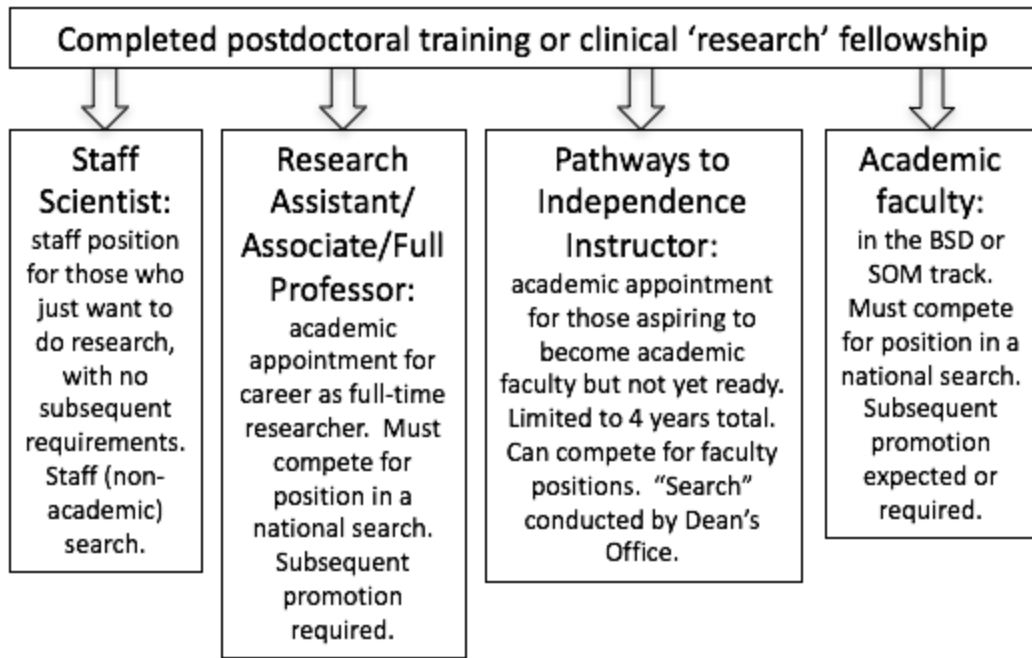 Completed postdoctoral training or clinical ‘research’ fellowship
Staff
Scientist:
staff position
for those who
just want to
do research,
with no
subsequent
requirements.
Staff (non-
academic)
search.
Research
Assistant/
Associate/Full
Professor:
academic
appointment for
career as full-time
researcher.  Must
compete for
position in a
national search.
Subsequent
promotion
required.
Pathways to
Independence
Instructor:
academic appointment
for those aspiring to
become academic
faculty but not yet ready.
Limited to 4 years total.
Can compete for faculty
positions.  “Search”
conducted by Dean’s
Office.
Academic
faculty:
in the BSD or
SOM track.
Must compete
for position in a
national search.
Subsequent
promotion
expected or
required.